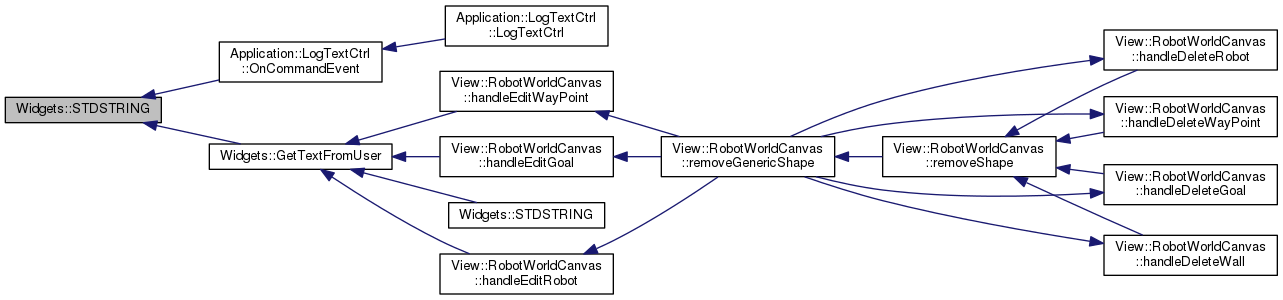 Widgets::STDSTRING
Application::LogTextCtrl
::OnCommandEvent
Application::LogTextCtrl
::LogTextCtrl
Widgets::GetTextFromUser
View::RobotWorldCanvas
::handleEditWayPoint
View::RobotWorldCanvas
::handleEditGoal
Widgets::STDSTRING
View::RobotWorldCanvas
::handleEditRobot
View::RobotWorldCanvas
::removeGenericShape
View::RobotWorldCanvas
::removeShape
View::RobotWorldCanvas
::handleDeleteRobot
View::RobotWorldCanvas
::handleDeleteWayPoint
View::RobotWorldCanvas
::handleDeleteGoal
View::RobotWorldCanvas
::handleDeleteWall